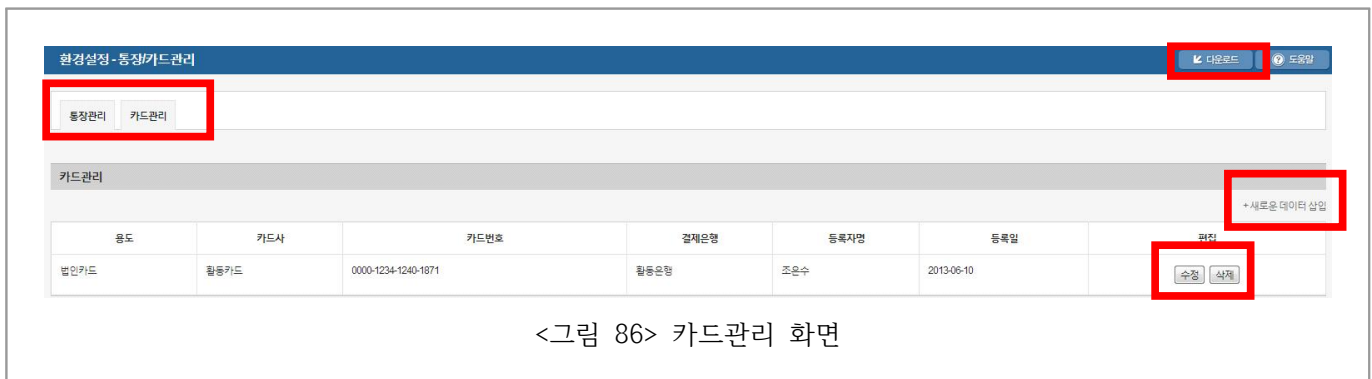 환경설정-통장/카드관리 다운로드 도움말
통장관리 카드관리
카드관리
+새로운 데이터 삽입
용도 카드사 카드번호 결제은행 등록자명 등록일 편집
법인카드 활동카드 0000-1234-1240-1871 활동은행 조은수 2013-06-10 수정 삭제
<그림 86> 카드관리 화면